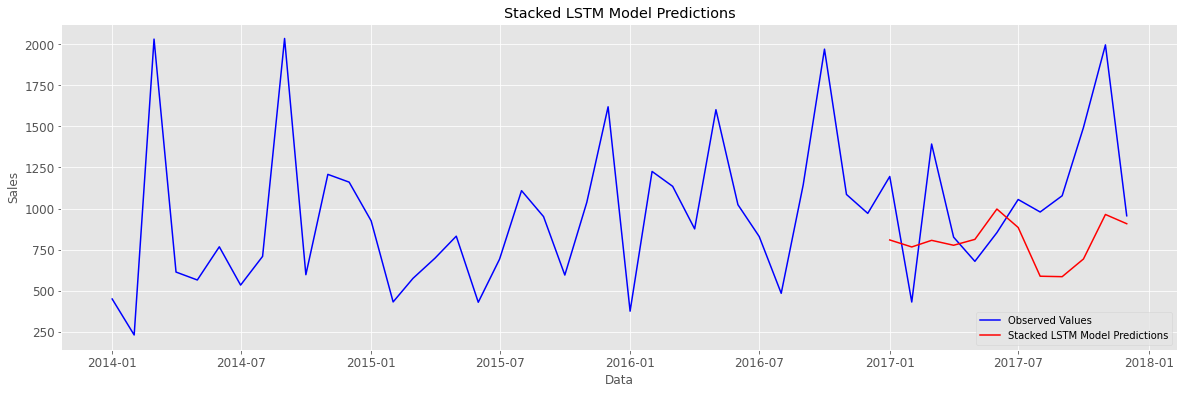 Stacked LSTM Model Predictions
2000
1750
1500
1250
1000
750
500
250
Sales
Observed Values
Stacked LSTM Model Predictions
2014-01 2014-07 2015-01 2015-07 2016-01 2016-07 2017-01 2017-07 2018-01
Data